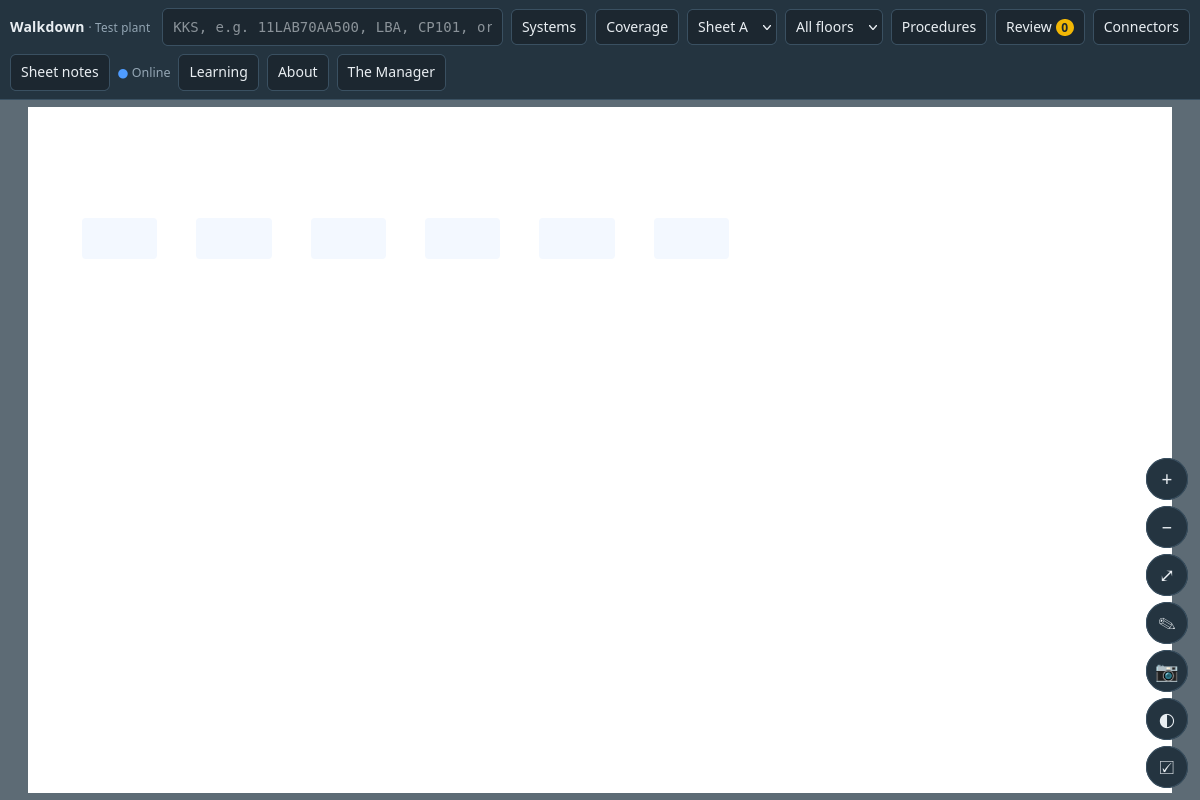 Walkdown · Test plant KKS, e.g. 11LAB70AA500, LBA, CP101, or Systems Coverage Sheet A All floors Procedures Review 0 Connectors
Sheet notes Online Learning About The Manager
+
−